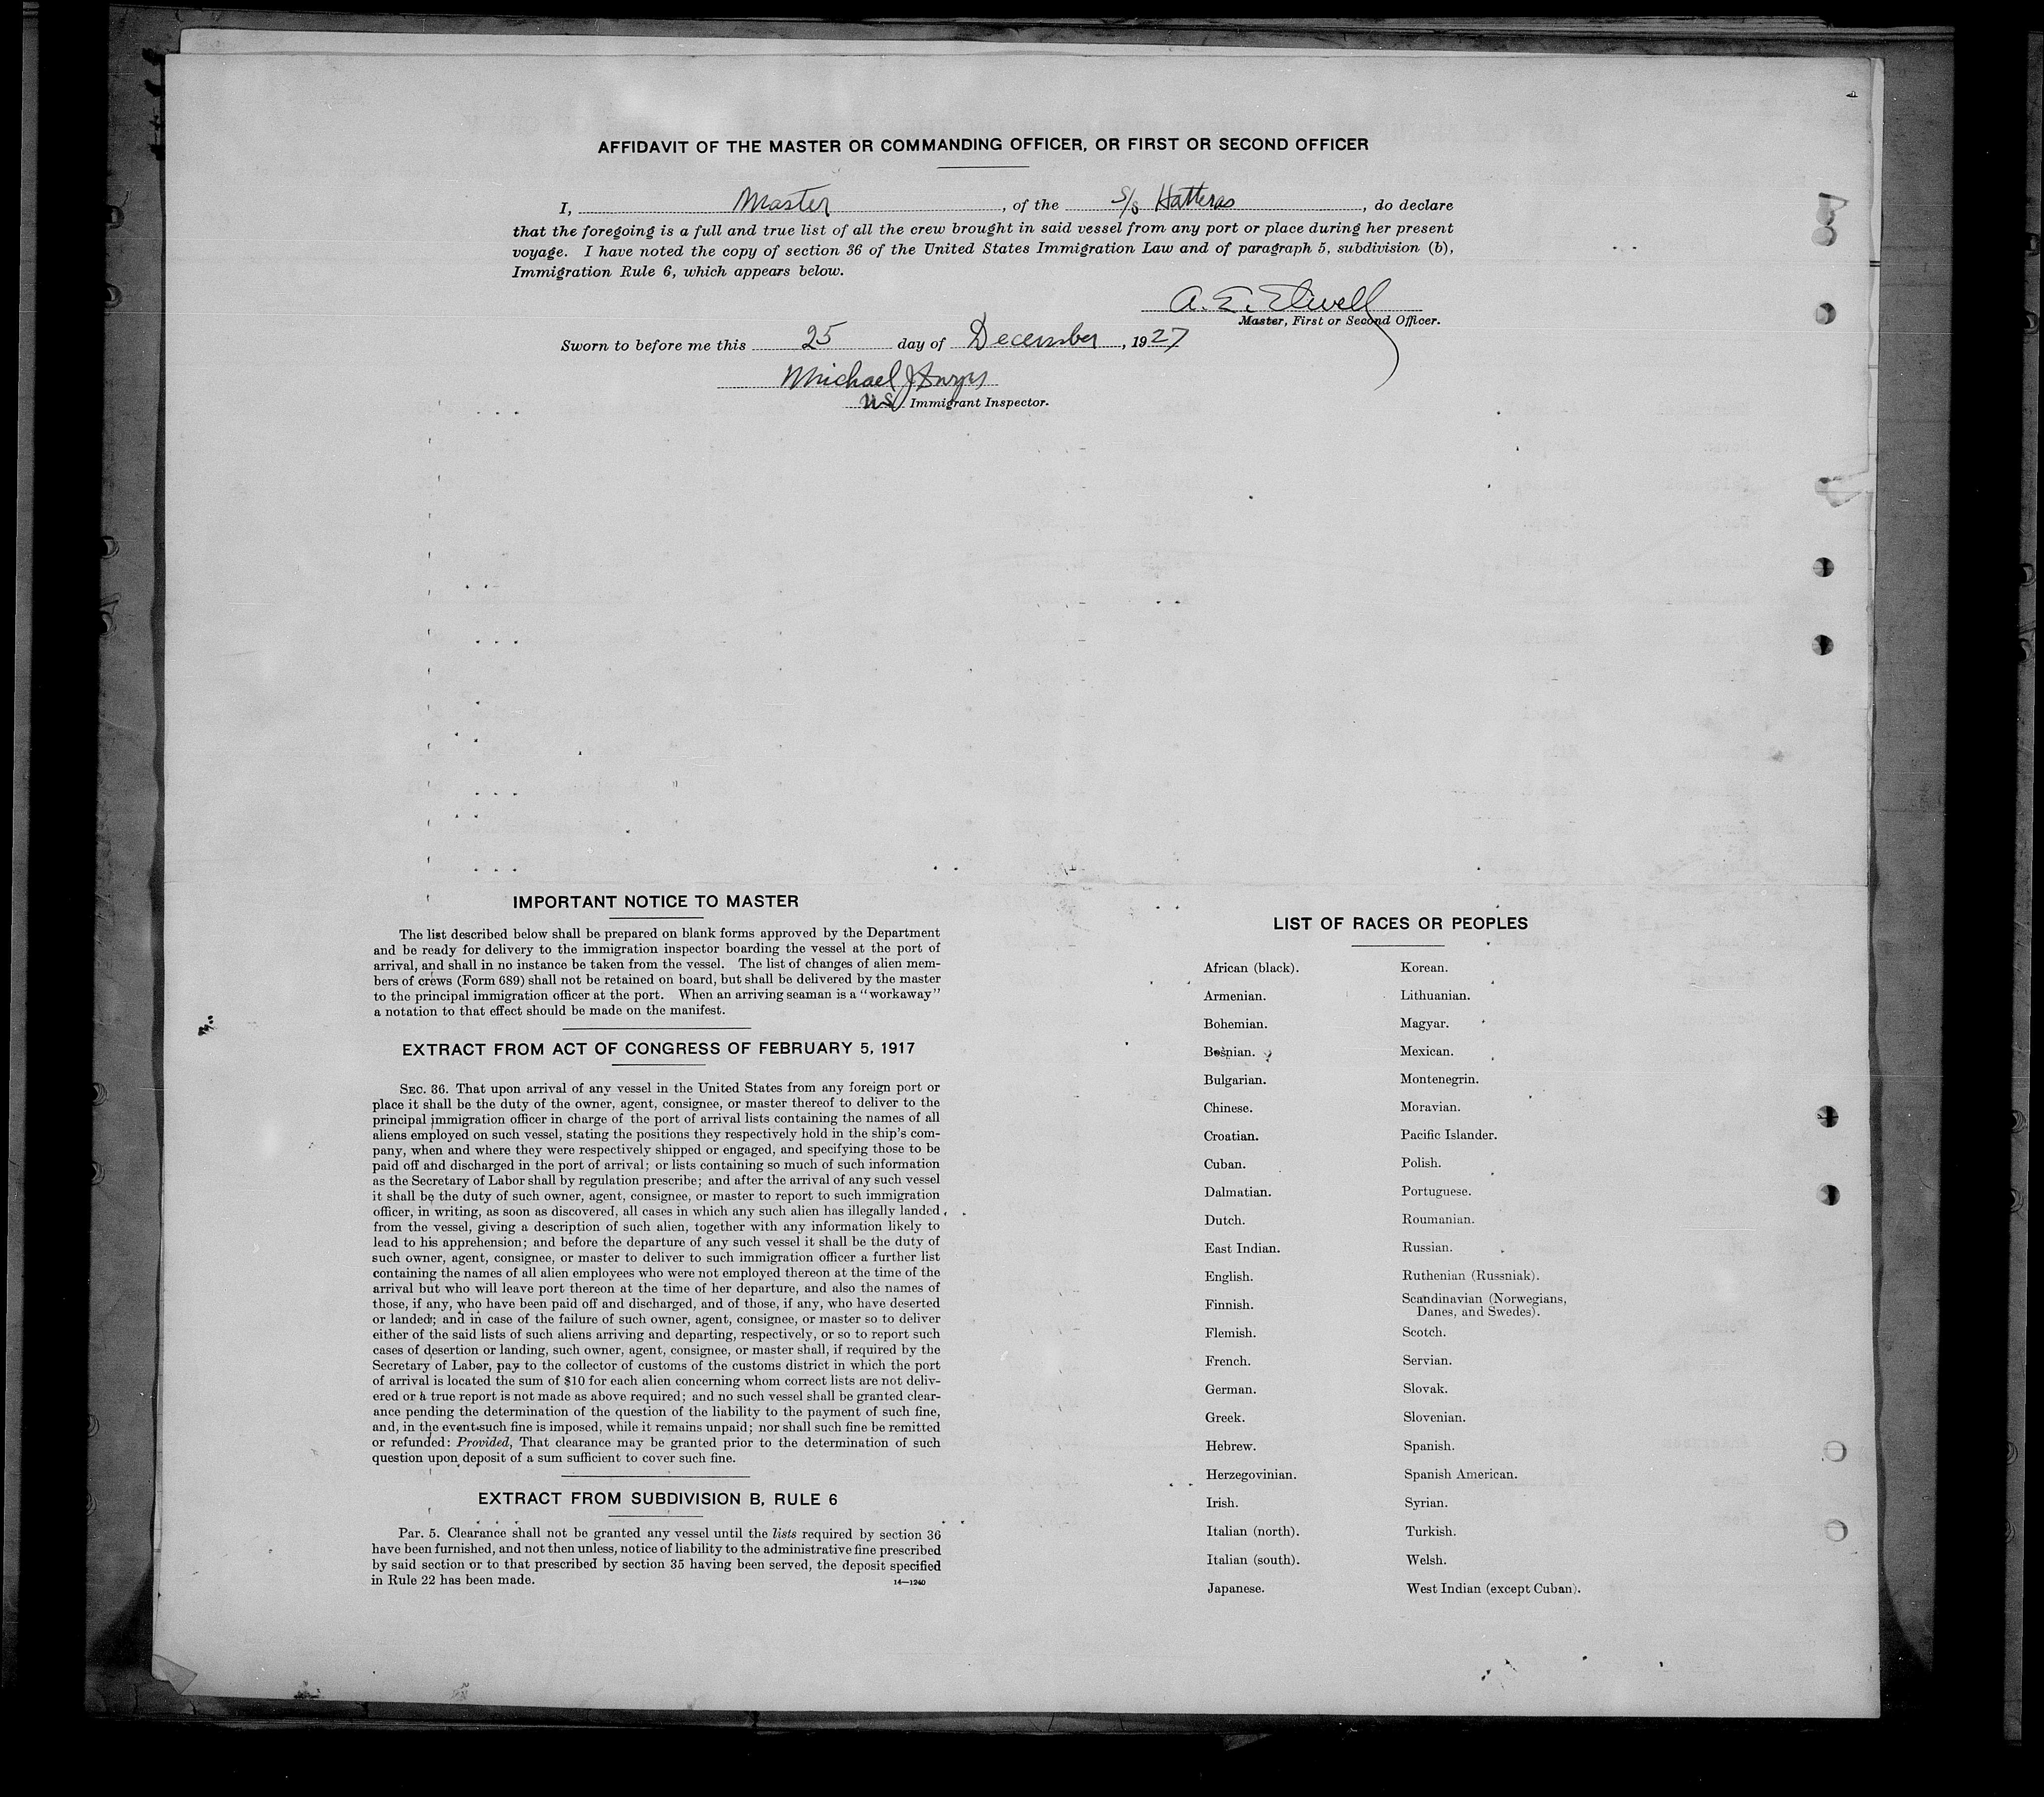 AFFIDAVIT OF THE MASTER OR COMMANDING OFFICER, OR FIRST OR SECOND OFFICER
I, Master, of the S/S Hatteras, do declare
that the foregoing is a full and true list of all the crew brought in said vessel from any port or place during her present
voyage. I have noted the copy of section 36 of the United States Immigration Law and of paragraph 5, subdivision (b),
Immigration Rule 6, which appears below.
A. E. Elwell
Master, First or Second Officer.
Sworn to before me this 25 day of December, 1927
Michael J
US Immigrant Inspector.
IMPORTANT NOTICE TO MASTER
The list described below shall be prepared on blank forms approved by the Department
and be ready for delivery to the immigration inspector boarding the vessel at the port of
arrival, and shall in no instance be taken from the vessel. The list of changes of alien mem-
bers of crews (Form 689) shall not be retained on board, but shall be delivered by the master
to the principal immigration officer at the port. When an arriving seaman is a "workaway"
a notation to that effect should be made on the manifest.
EXTRACT FROM ACT OF CONGRESS OF FEBRUARY 5, 1917
SEC. 36. That upon arrival of any vessel in the United States from any foreign port or
place it shall be the duty of the owner, agent, consignee, or master thereof to deliver to the
principal immigration officer in charge of the port of arrival lists containing the names of all
aliens employed on such vessel, stating the positions they respectively hold in the ship's com-
pany, when and where they were respectively shipped or engaged, and specifying those to be
paid off and discharged in the port of arrival; or lists containing so much of such information
as the Secretary of Labor shall by regulation prescribe; and after the arrival of any such vessel
it shall be the duty of such owner, agent, consignee, or master to report to such immigration
officer, in writing, as soon as discovered, all cases in which any such alien has illegally landed
from the vessel, giving a description of such alien, together with any information likely to
lead to his apprehension; and before the departure of any such vessel it shall be the duty of
such owner, agent, consignee, or master to deliver to such immigration officer a further list
containing the names of all alien employees who were not employed thereon at the time of the
arrival but who will leave port thereon at the time of her departure, and also the names of
those, if any, who have been paid off and discharged, and of those, if any, who have deserted
or landed; and in case of the failure of such owner, agent, consignee, or master so to deliver
either of the said lists of such aliens arriving and departing, respectively, or so to report such
cases of desertion or landing, such owner, agent, consignee, or master shall, if required by the
Secretary of Labor, pay to the collector of customs of the customs district in which the port
of arrival is located the sum of $10 for each alien concerning whom correct lists are not deliv-
ered or a true report is not made as above required; and no such vessel shall be granted clear-
ance pending the determination of the question of the liability to the payment of such fine,
and, in the event such fine is imposed, while it remains unpaid; nor shall such fine be remitted
or refunded: Provided, That clearance may be granted prior to the determination of such
question upon deposit of a sum sufficient to cover such fine.
EXTRACT FROM SUBDIVISION B, RULE 6
Par. 5. Clearance shall not be granted any vessel until the lists required by section 36
have been furnished, and not then unless, notice of liability to the administrative fine prescribed
by said section or to that prescribed by section 35 having been served, the deposit specified
in Rule 22 has been made.
14—1240
LIST OF RACES OR PEOPLES
African (black).
Armenian.
Bohemian.
Bosnian.
Bulgarian.
Chinese.
Croatian.
Cuban.
Dalmatian.
Dutch.
East Indian.
English.
Finnish.
Flemish.
French.
German.
Greek.
Hebrew.
Herzegovinian.
Irish.
Italian (north).
Italian (south).
Japanese.
Korean.
Lithuanian.
Magyar.
Mexican.
Montenegrin.
Moravian.
Pacific Islander.
Polish.
Portuguese.
Roumanian.
Russian.
Ruthenian (Russniak).
Scandinavian (Norwegians,
Danes, and Swedes).
Scotch.
Servian.
Slovak.
Slovenian.
Spanish.
Spanish American.
Syrian.
Turkish.
Welsh.
West Indian (except Cuban).